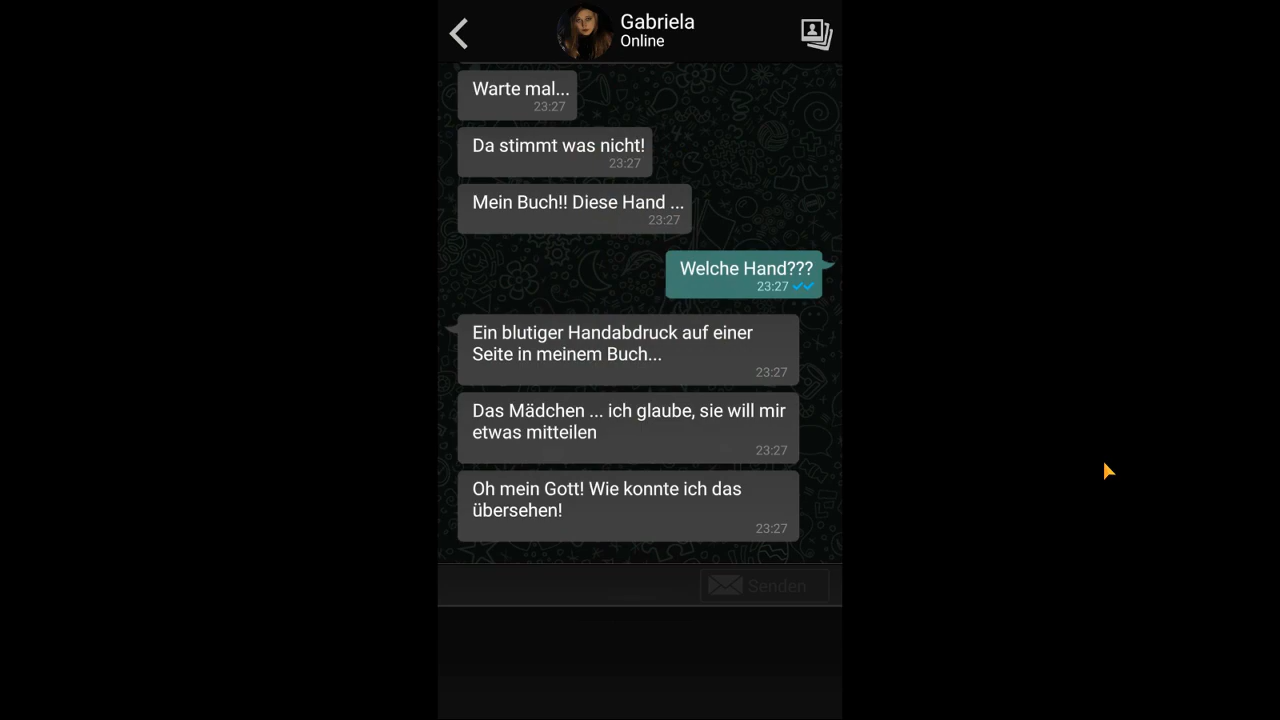 Gabriela
Online
Warte mal...
23:27
Da stimmt was nicht!
23:27
Mein Buch!! Diese Hand ...
23:27
Welche Hand???
23:27
Ein blutiger Handabdruck auf einer
Seite in meinem Buch...
23:27
Das Mädchen ... ich glaube, sie will mir
etwas mitteilen
23:27
Oh mein Gott! Wie konnte ich das
übersehen!
23:27
Senden